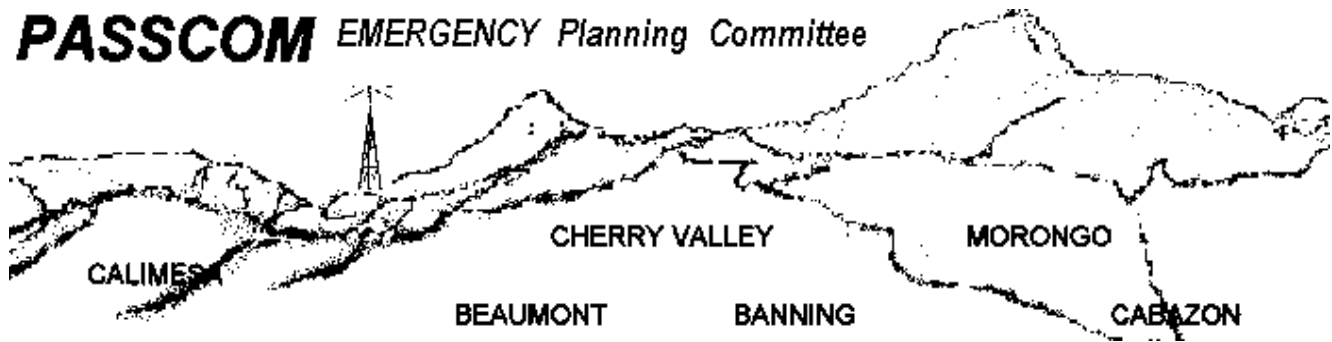 PASSCOM EMERGENCY Planning Committee
CHERRY VALLEY MORONGO
CALIMESA
BEAUMONT BANNING CABAZON